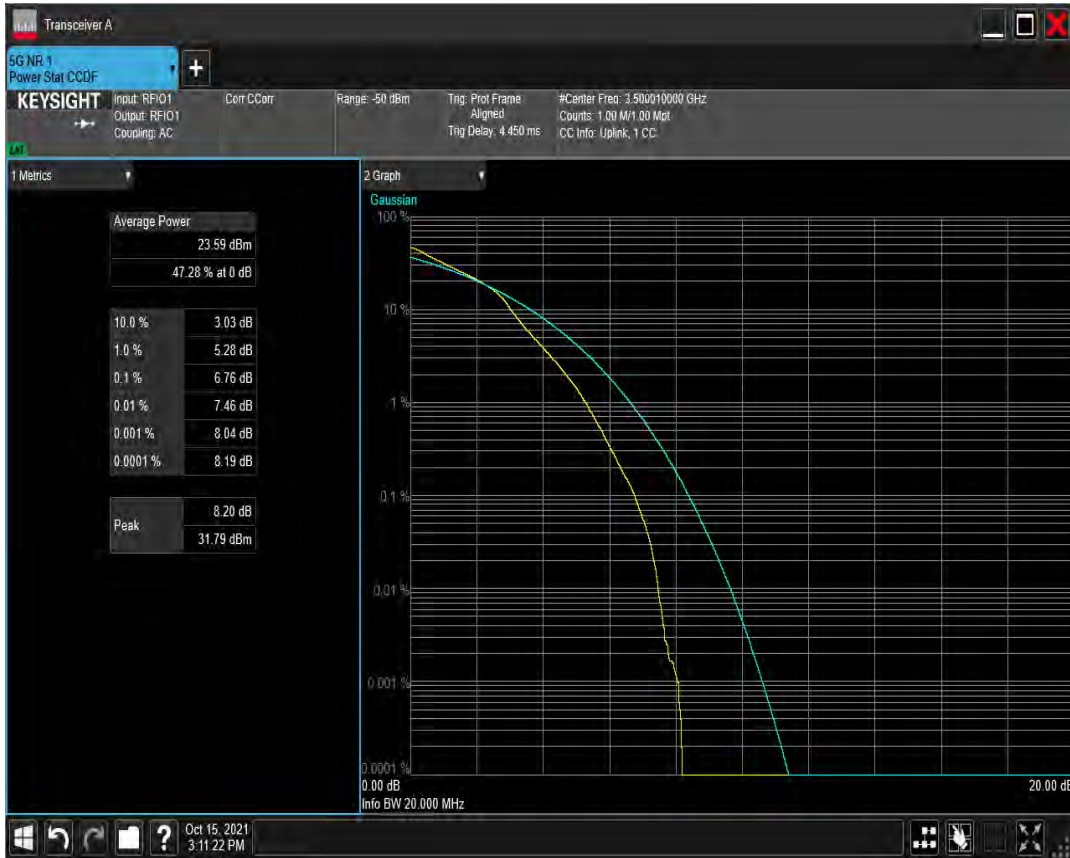 Transceiver A
5G NR 1
Power Stat CCDF
KEYSIGHT
Input: RFIO1
Output: RFIO1
Coupling: AC
Corr CCorr
Range: -50 dBm
Trig: Prot Frame
Aligned
Trig Delay: 4.450 ms
#Center Freq: 3.500010000 GHz
Counts: 1.00 M/1.00 Mpt
CC Info: Uplink, 1 CC
1 Metrics
Average Power
23.59 dBm
47.28 % at 0 dB
10.0 % 3.03 dB
1.0 % 5.28 dB
0.1 % 6.76 dB
0.01 % 7.46 dB
0.001 % 8.04 dB
0.0001 % 8.19 dB
Peak
8.20 dB
31.79 dBm
2 Graph
Gaussian
100 %
10 %
1 %
0.1 %
0.01 %
0.001 %
0.0001 %
0.00 dB
20.00 dB
Info BW 20.000 MHz
Oct 15, 2021
3:11:22 PM